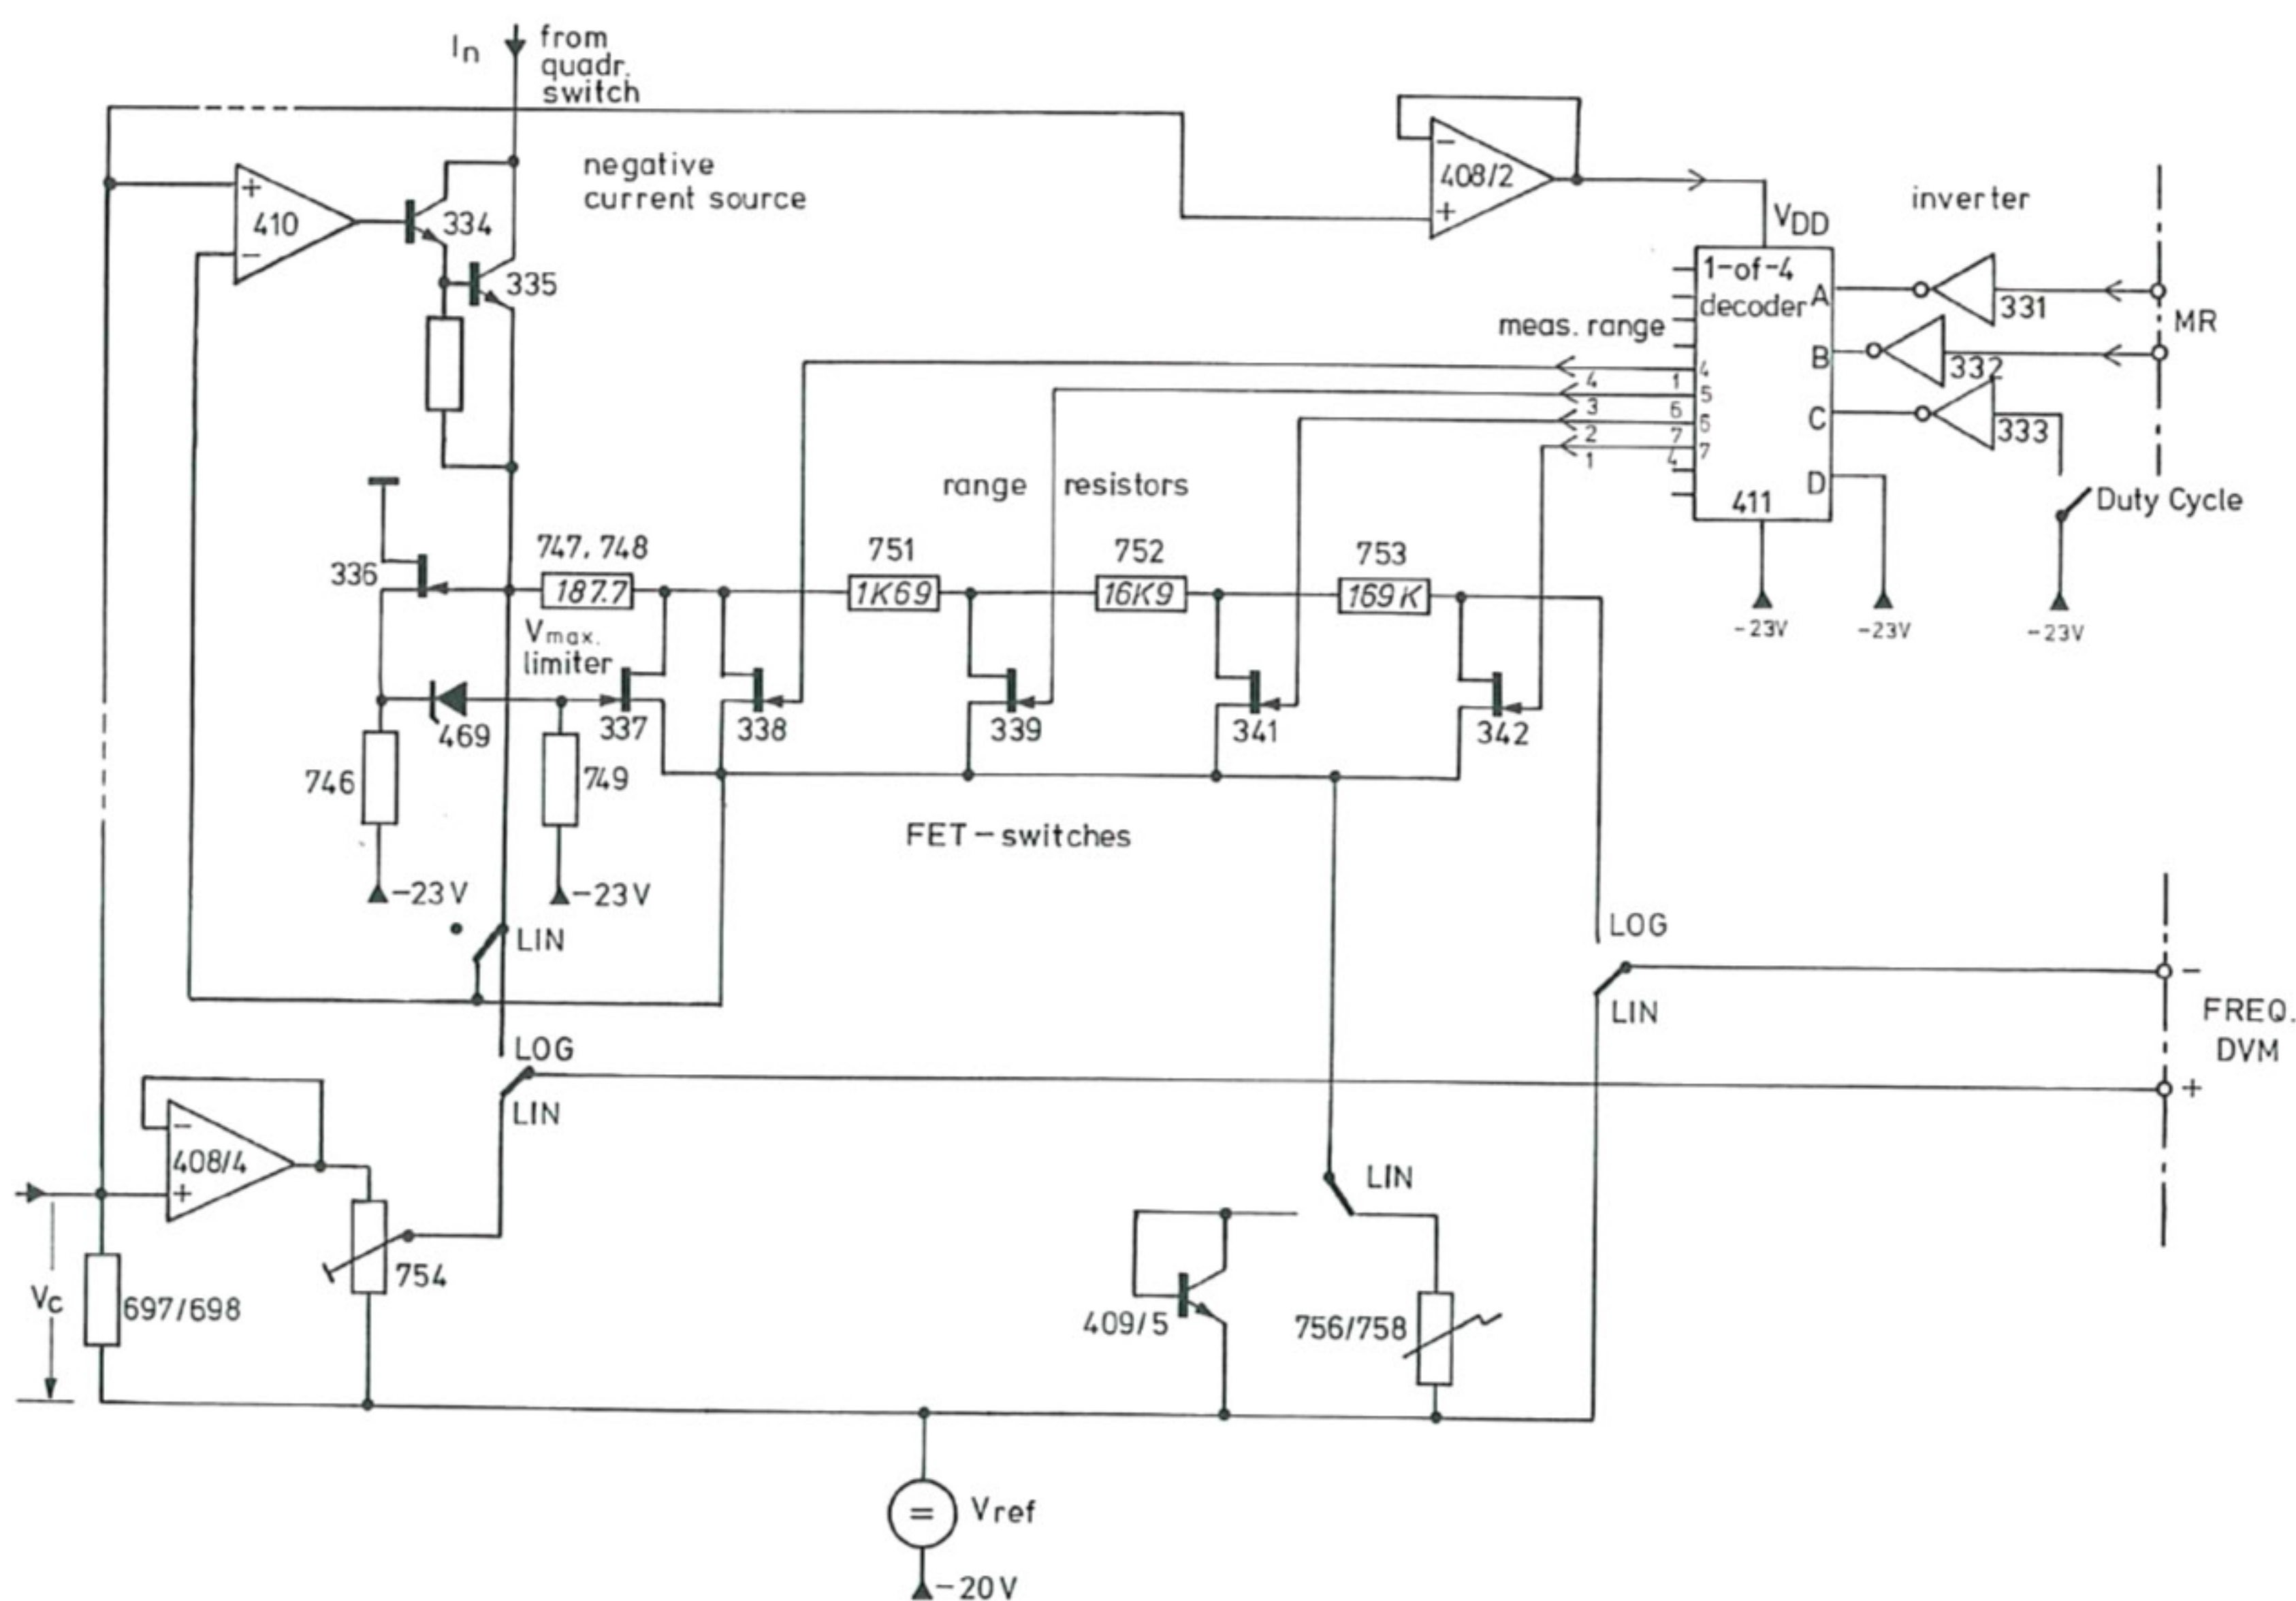 In
from
quadr.
switch
negative
current source
+
410
−
334
335
−
408/2
+
VDD
inverter
1-of-4
decoder
A
B
C
D
411
331
332
333
MR
meas. range
4
5
6
7
1
6
7
4
4
3
2
1
Duty Cycle
-23V
-23V
-23V
range resistors
336
747, 748
187.7
751
1K69
752
16K9
753
169K
Vmax.
limiter
469
337
338
339
341
342
746
749
-23V
-23V
FET-switches
LIN
LOG
LIN
LOG
LIN
−
FREQ.
DVM
+
−
408/4
+
754
Vc
697/698
LIN
409/5
756/758
=
Vref
-20V